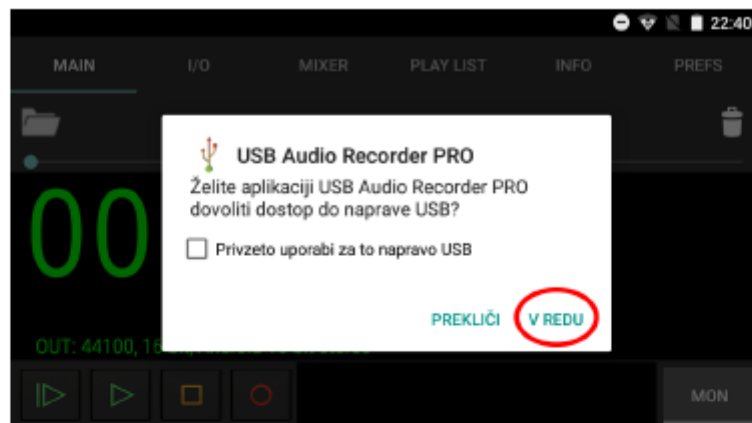 22:40
MAIN I/O MIXER PLAY LIST INFO PREFS
USB Audio Recorder PRO
Želite aplikaciji USB Audio Recorder PRO
dovoliti dostop do naprave USB?
Privzeto uporabi za to napravo USB
PREKLIČI V REDU
00
OUT: 44100, 16
MON